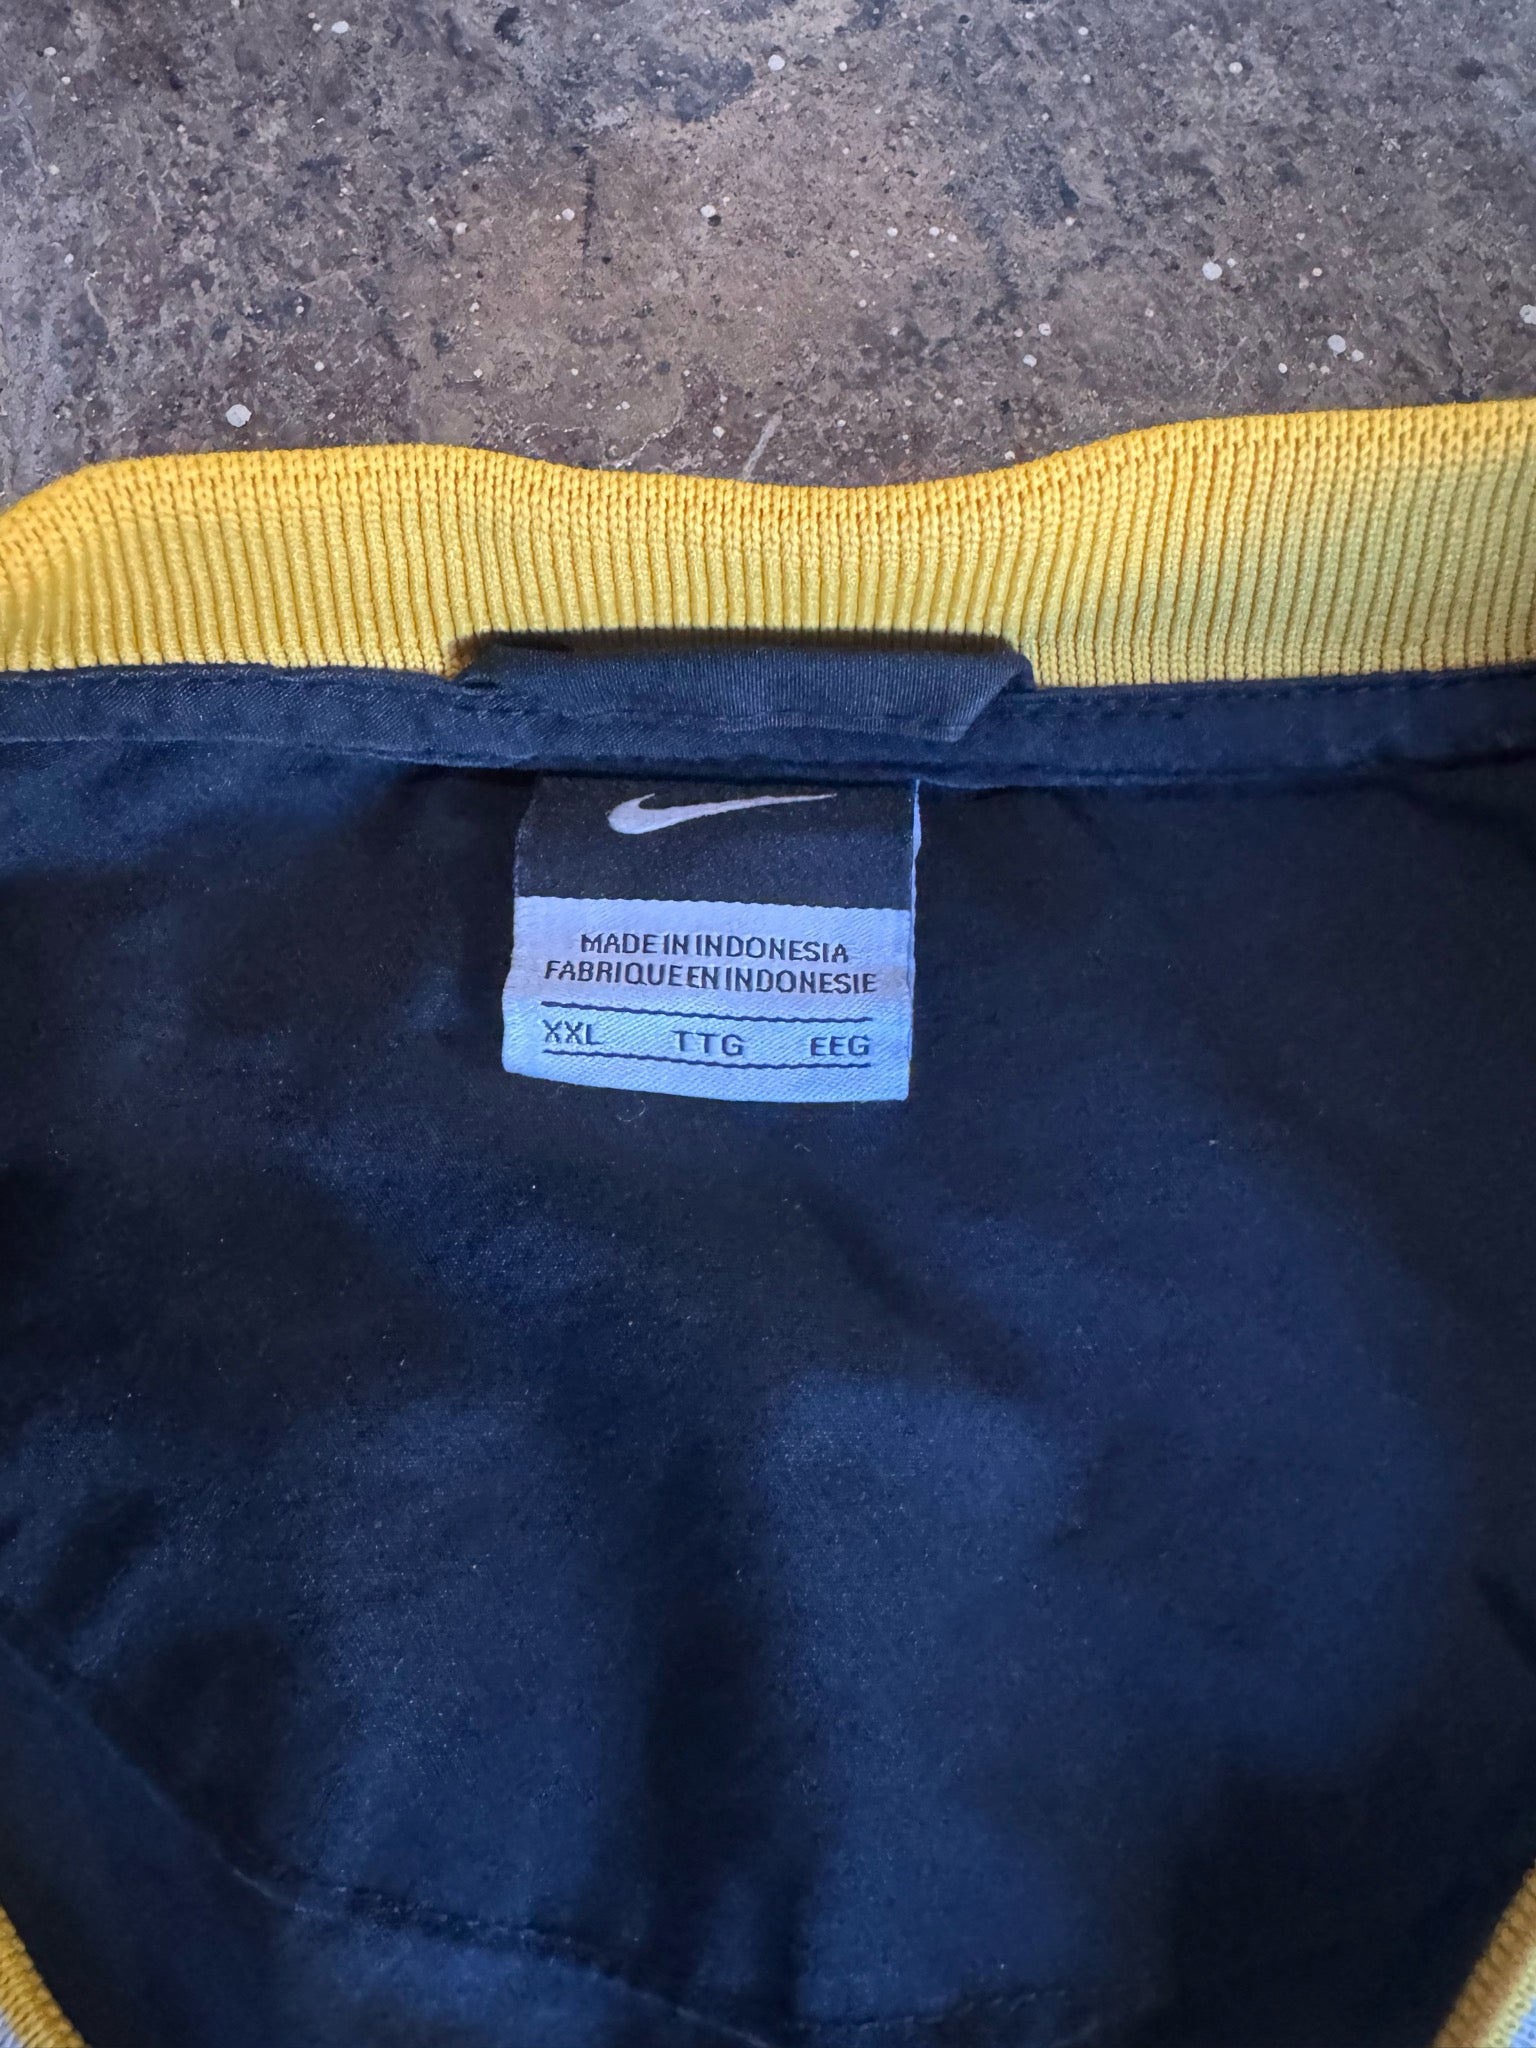 MADE IN INDONESIA
FABRIQUE EN INDONESIE
XXL TTG EEG